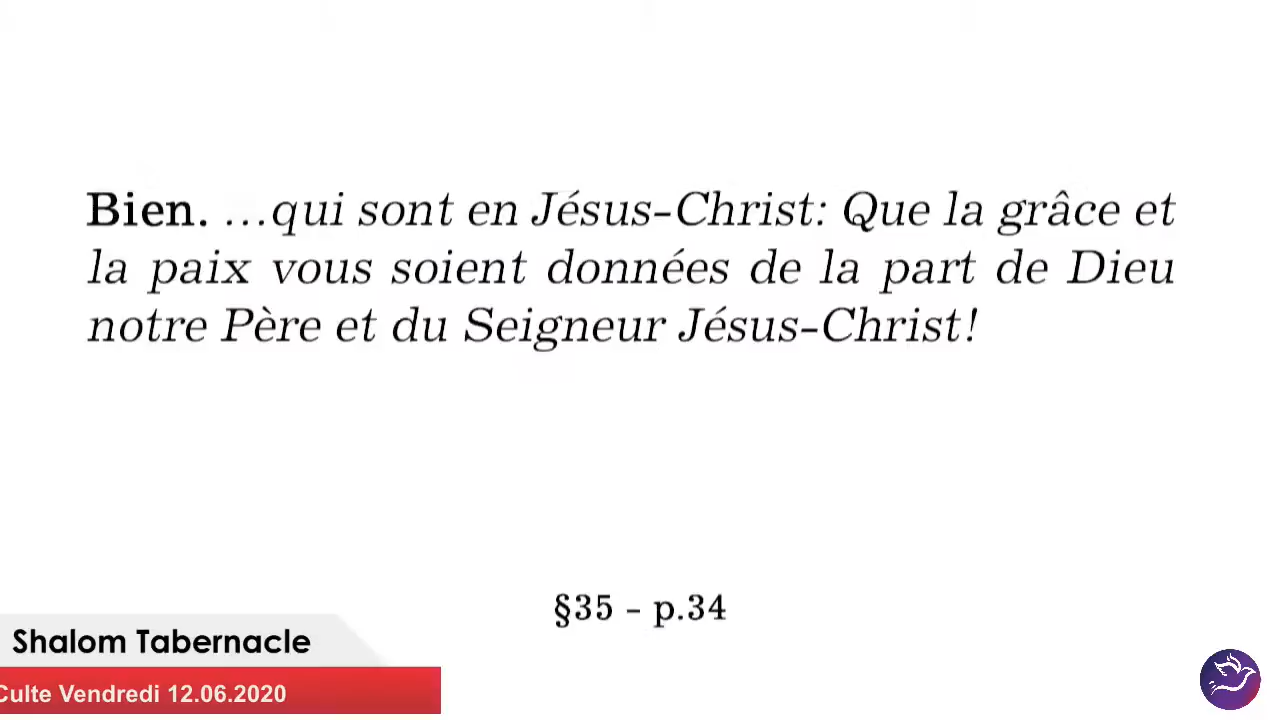 Bien. ...qui sont en Jésus-Christ: Que la grâce et
la paix vous soient données de la part de Dieu
notre Père et du Seigneur Jésus-Christ!
§35 – p.34
Shalom Tabernacle
Culte Vendredi 12.06.2020